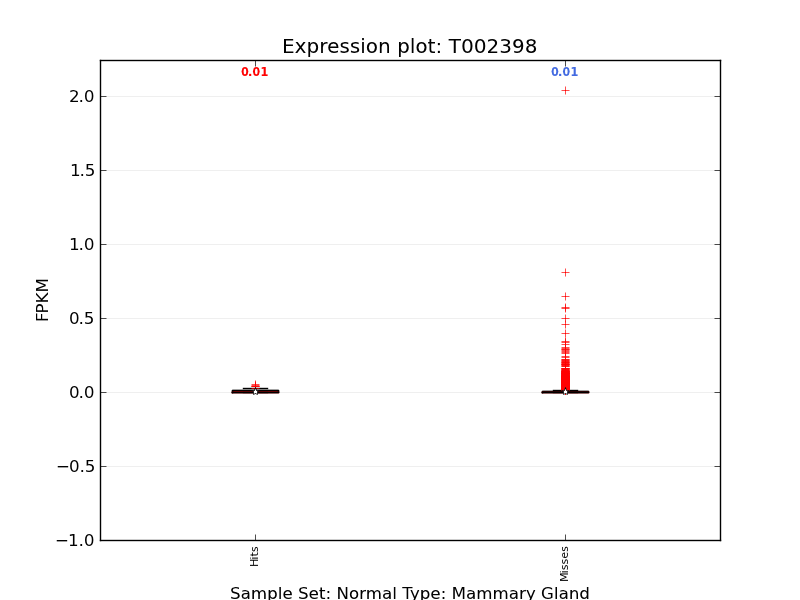 Expression plot: T002398
0.01 0.01
2.0
1.5
1.0
FPKM
0.5
0.0
−0.5
−1.0
Hits
Misses
Sample Set: Normal Type: Mammary Gland